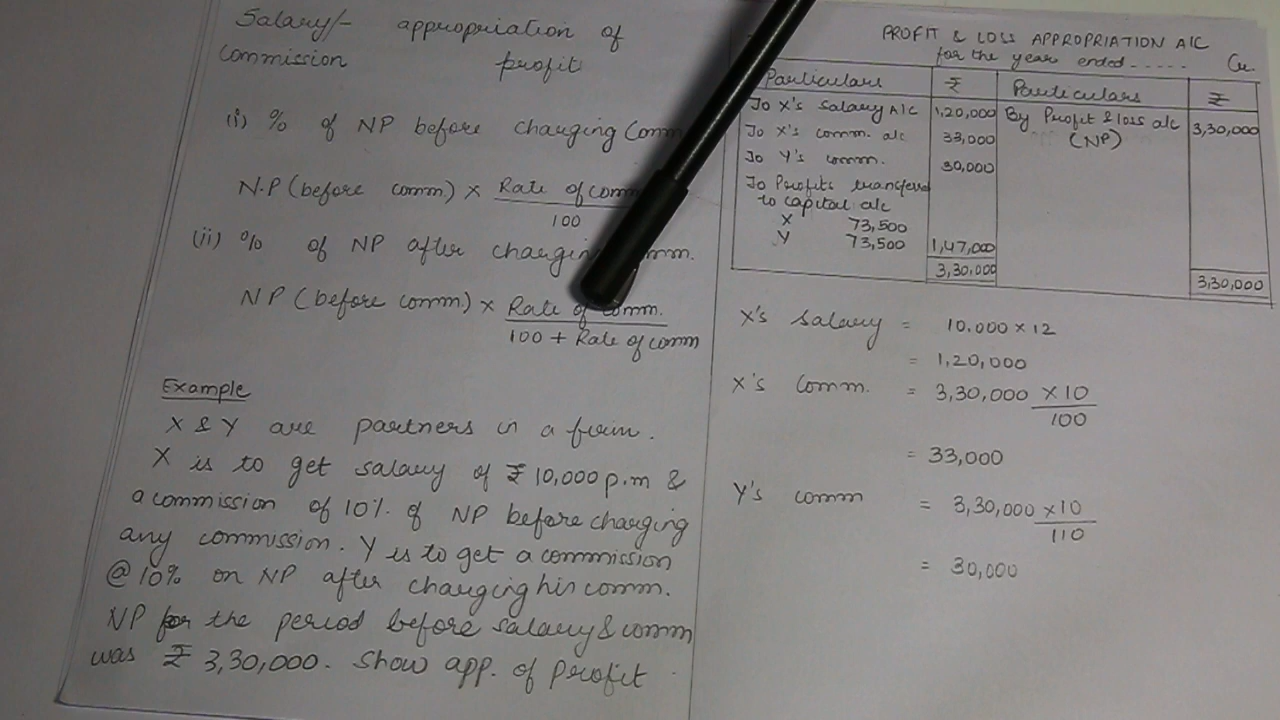 Salary/- appropriation of
Commission profit
(i) % of NP before charging Comm
N.P (before comm) × Rate of comm
100
(ii) % of NP after charging comm.
NP (before comm) × Rate of comm.
100 + Rate of comm
Example
X & Y are partners in a firm.
X is to get salary of ₹ 10,000 p.m &
a commission of 10% of NP before charging
any commission. Y is to get a commission
@ 10% on NP after charging his comm.
NP for the period before salary & comm
was ₹ 3,30,000. Show app. of Profit
PROFIT & LOSS APPROPRIATION A/C
for the year ended..... Cr.
Particulars ₹ Particulars ₹
To X's Salary A/C 1,20,000 By Profit & loss a/c 3,30,000
To X's comm. a/c 33,000 (NP)
To Y's comm. 30,000
To Profits transferred
to capital a/c
X 73,500
Y 73,500 1,47,000
3,30,000 3,30,000
X's Salary = 10.000 × 12
= 1,20,000
X's Comm. = 3,30,000 × 10
100
= 33,000
Y's comm = 3,30,000 × 10
110
= 30,000